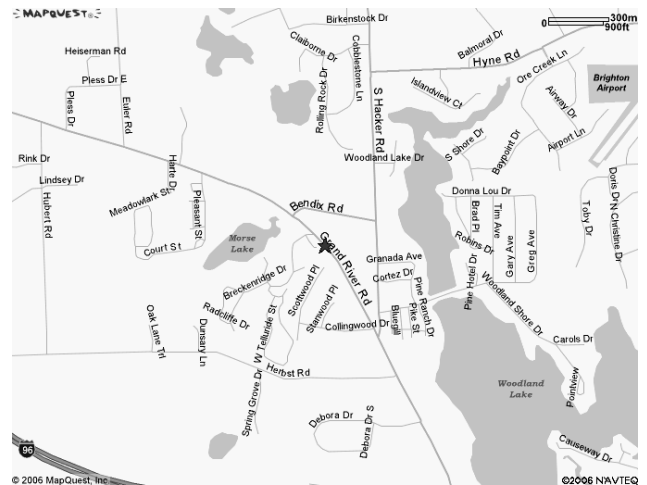 MAPQUEST
Birkenstock Dr
0 300m
900ft
Heiserman Rd
Claiborne Dr
Cobblestone Ln
Balmoral Dr
Hyne Rd
Ore Creek Ln
Pless Dr E
Pless Dr
Euler Rd
Rolling Rock Dr
S Hacker Rd
Islandview Ct
Airway Dr
Brighton
Airport
Airport Ln
S Shore Dr
Baypoint Dr
Rink Dr
Harte Dr
Woodland Lake Dr
Lindsey Dr
Hubert Rd
Meadowlark St
Pleasant St
Bendix Rd
Donna Lou Dr
Doris Dr
N Christine Dr
Toby Dr
Brad Pl
Tim Ave
Gary Ave
Greg Ave
Court St
Morse
Lake
Grand River Rd
Robins Dr
Granada Ave
Cortez Dr
Pine Hotel Dr
Pine Ranch Dr
Breckenridge Dr
Scottwood Pl
Stanwood Pl
Woodland Shore Dr
Radcliffe Dr
Bluegill
Pike St
Oak Lane Trl
Dunsary Ln
W Telluride St
Collingwood Dr
Carols Dr
Herbst Rd
Pointview
Woodland
Lake
Spring Grove Dr
Debora Dr
Debora Dr S
Causeway Dr
96
© 2006 MapQuest, Inc
©2006 NAVTEQ